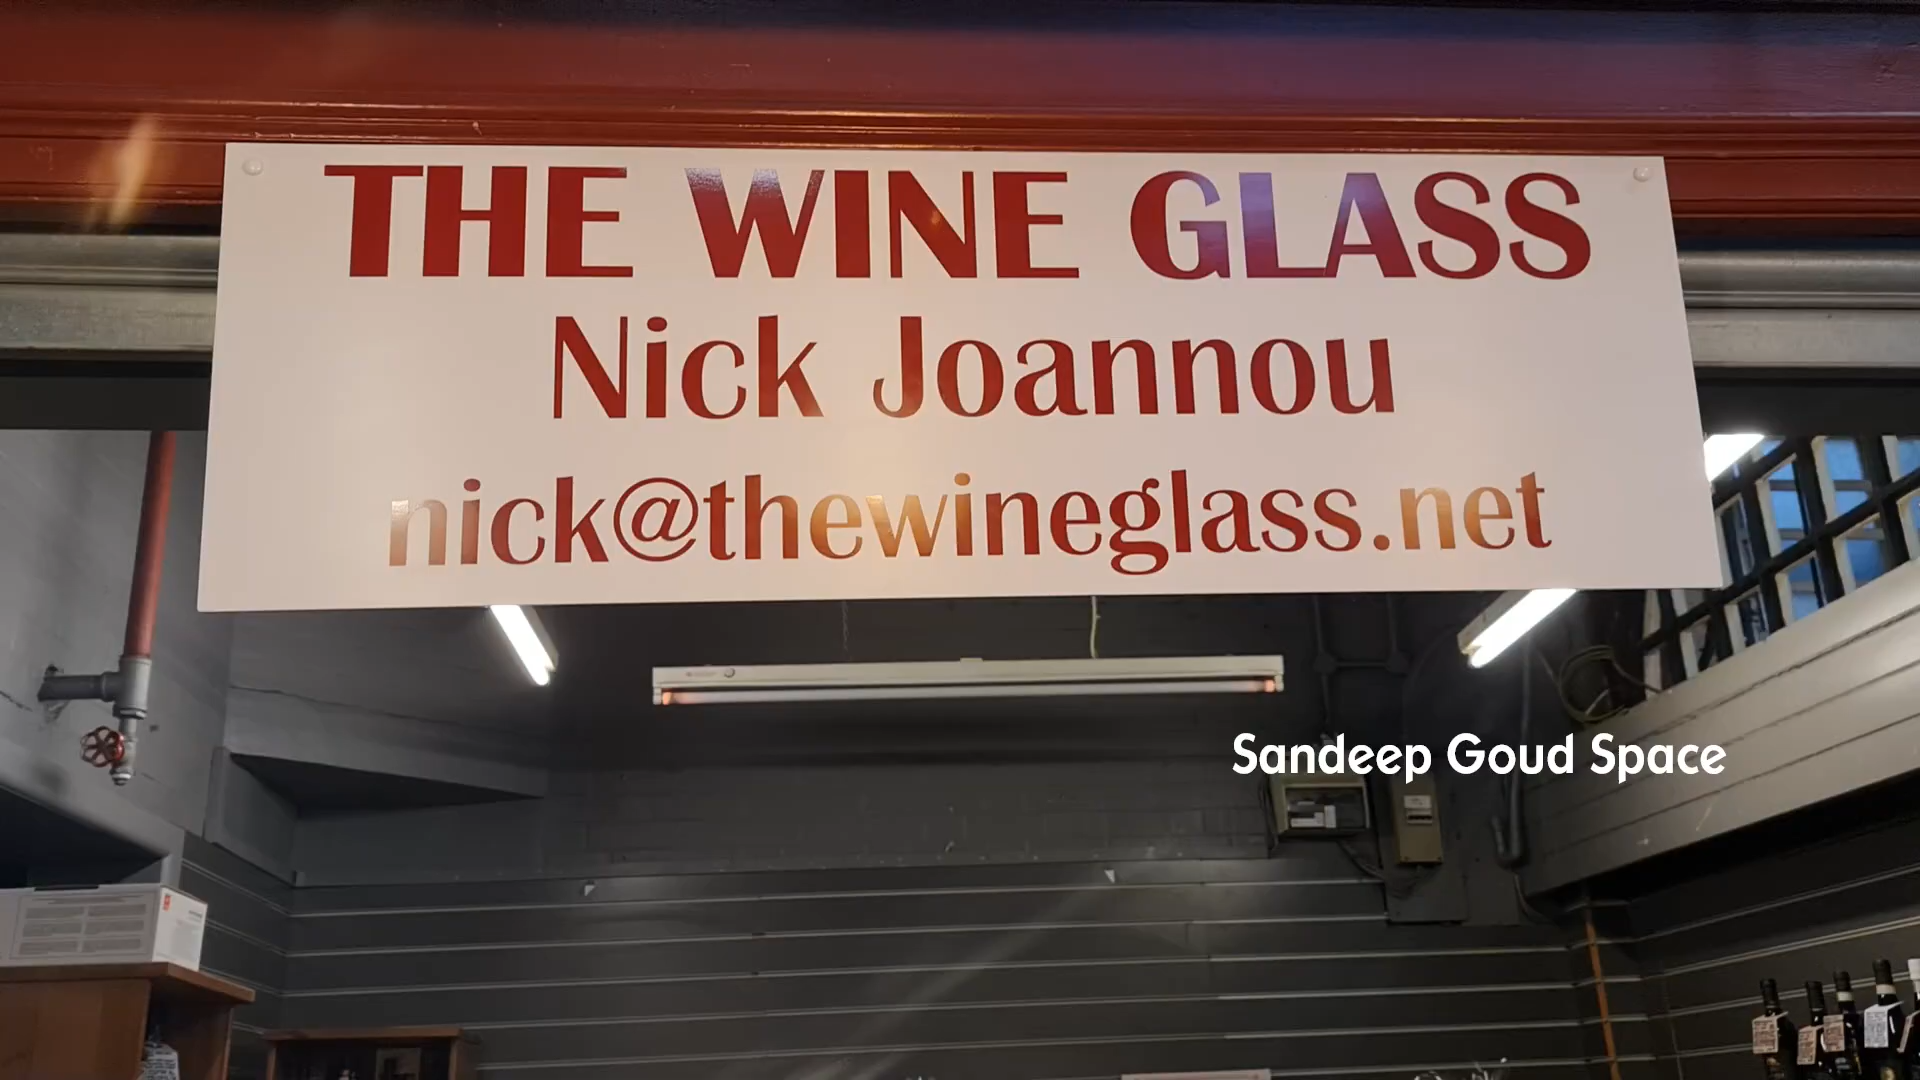 THE WINE GLASS
Nick Joannou
nick@thewineglass.net
Sandeep Goud Space